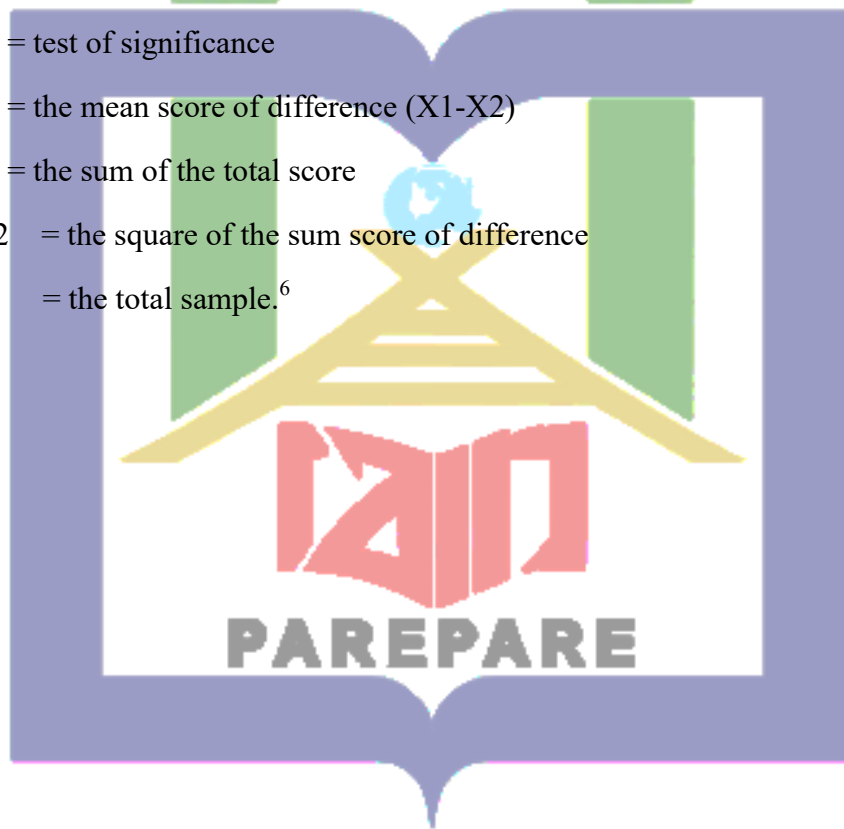 = test of significance
= the mean score of difference (X1-X2)
= the sum of the total score
2 = the square of the sum score of difference
= the total sample.6
iain
PAREPARE